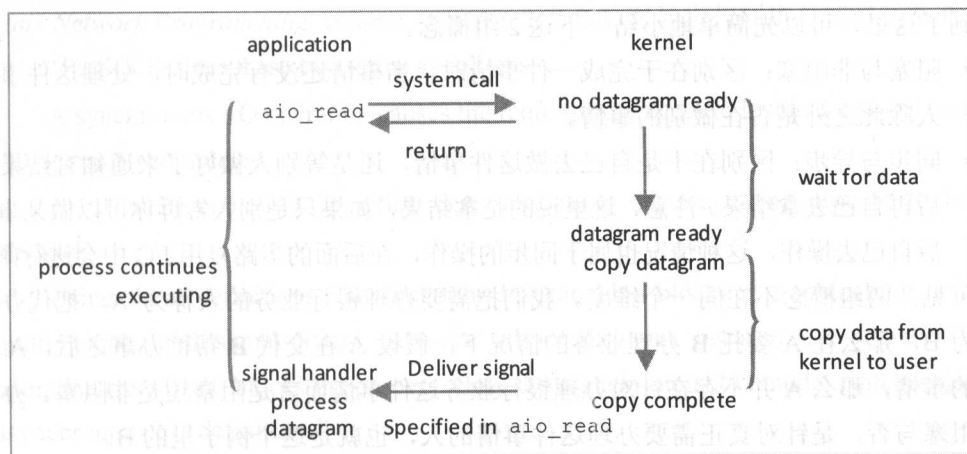 application
kernel
system call
aio_read
no datagram ready
return
wait for data
datagram ready
process continues
executing
copy datagram
copy data from
kernel to user
signal handler
process
datagram
Deliver signal
Specified in aio_read
copy complete